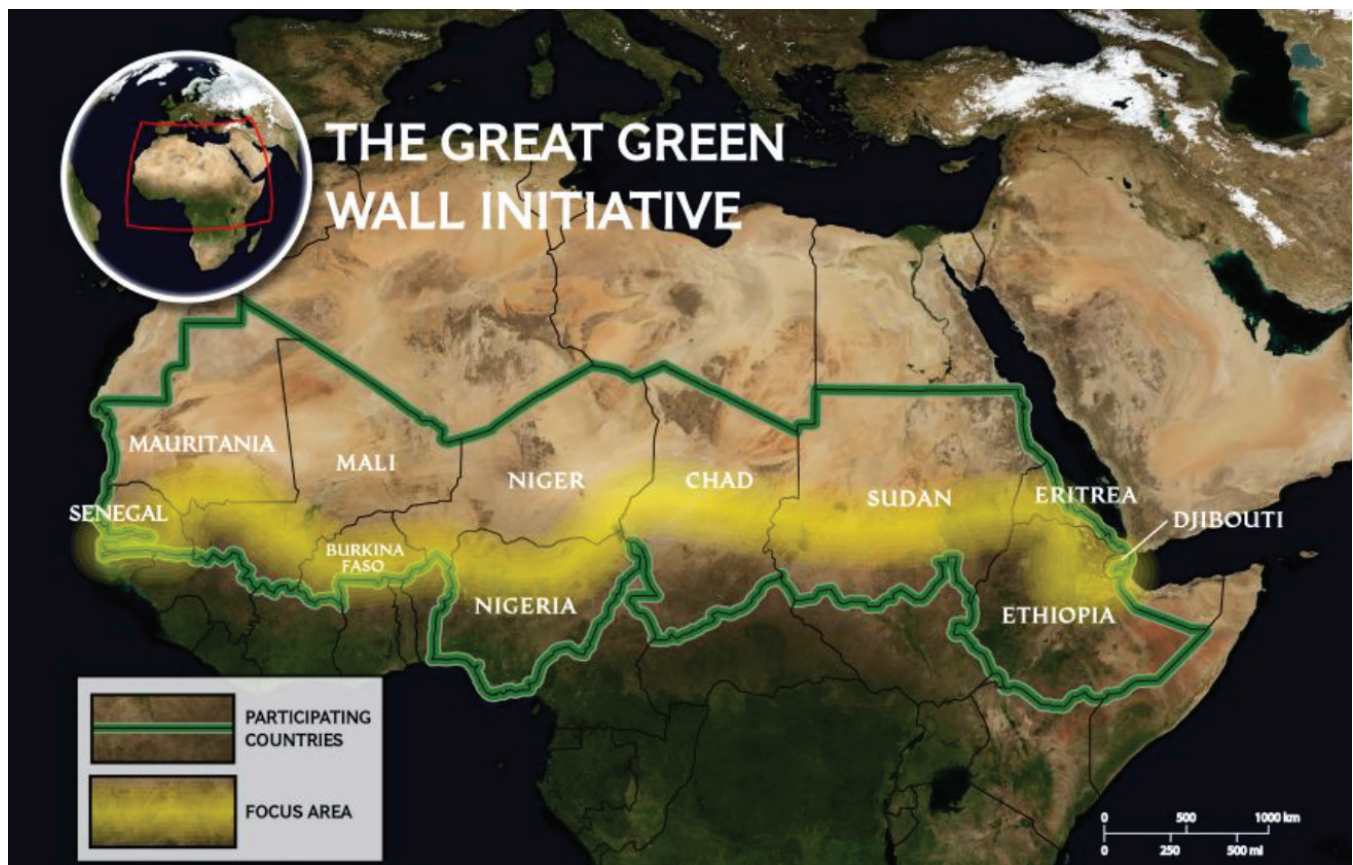 THE GREAT GREEN
WALL INITIATIVE
MAURITANIA
MALI
NIGER
CHAD
SUDAN
ERITREA
DJIBOUTI
SENEGAL
BURKINA
FASO
NIGERIA
ETHIOPIA
PARTICIPATING
COUNTRIES
FOCUS AREA
0 500 1000 km
0 250 500 mi